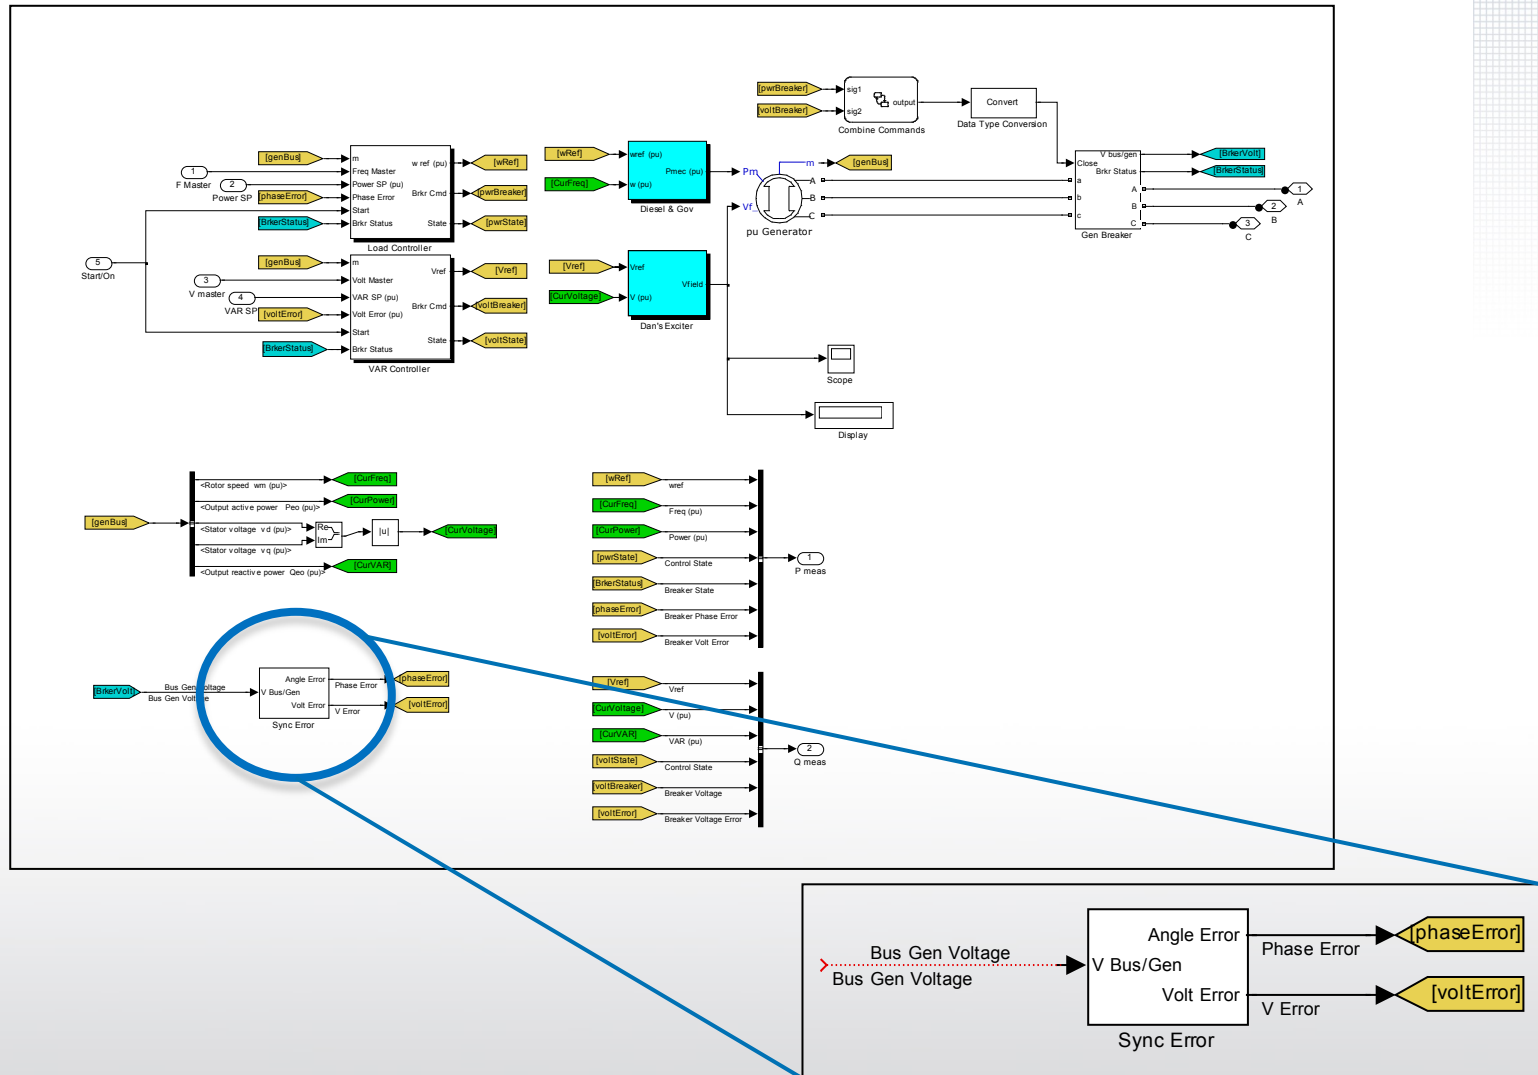 [pwrBreaker]
[voltBreaker]
sig1
sig2
output
Combine Commands
Convert
Data Type Conversion
[genBus]
1
F Master
2
Power SP
[phaseError]
[BrkerStatus]
m
Freq Master
Power SP (pu)
Phase Error
Start
Brkr Status
w ref (pu)
Brkr Cmd
State
Load Controller
[wRef]
[pwrBreaker]
[pwrState]
[wRef]
[CurFreq]
wref (pu)
w (pu)
Pmec (pu)
Diesel & Gov
Pm
Vf_
m
A
B
C
pu Generator
[genBus]
Close
a
b
c
V bus/gen
Brkr Status
A
B
C
Gen Breaker
[BrkerVolt]
[BrkerStatus]
1
A
2
B
3
C
5
Start/On
[genBus]
3
V master
4
VAR SP
[voltError]
[BrkerStatus]
m
Volt Master
VAR SP (pu)
Volt Error (pu)
Start
Brkr Status
Vref
Brkr Cmd
State
VAR Controller
[Vref]
[voltBreaker]
[voltState]
[Vref]
[CurVoltage]
Vref
V (pu)
Vfield
Dan's Exciter
Scope
Display
[genBus]
<Rotor speed wm (pu)>
<Output active power Peo (pu)>
<Stator voltage vd (pu)>
<Stator voltage vq (pu)>
<Output reactive power Qeo (pu)>
Re
Im
|u|
[CurFreq]
[CurPower]
[CurVoltage]
[CurVAR]
[wRef]
wref
[CurFreq]
Freq (pu)
[CurPower]
Power (pu)
[pwrState]
Control State
[BrkerStatus]
Breaker State
[phaseError]
Breaker Phase Error
[voltError]
Breaker Volt Error
1
P meas
[BrkerVolt]
Bus Gen Voltage
Bus Gen Voltage
V Bus/Gen
Angle Error
Volt Error
Sync Error
Phase Error
V Error
[phaseError]
[voltError]
[Vref]
Vref
[CurVoltage]
V (pu)
[CurVAR]
VAR (pu)
[voltState]
Control State
[voltBreaker]
Breaker Voltage
[voltError]
Breaker Voltage Error
2
Q meas
Bus Gen Voltage
Bus Gen Voltage
V Bus/Gen
Angle Error
Volt Error
Sync Error
Phase Error
V Error
[phaseError]
[voltError]